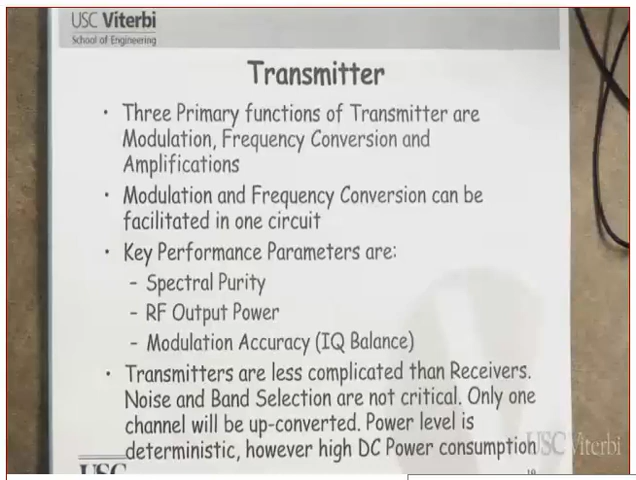 USC Viterbi
School of Engineering
Transmitter
• Three Primary functions of Transmitter are
Modulation, Frequency Conversion and
Amplifications
• Modulation and Frequency Conversion can be
facilitated in one circuit
• Key Performance Parameters are:
- Spectral Purity
- RF Output Power
- Modulation Accuracy (IQ Balance)
• Transmitters are less complicated than Receivers.
Noise and Band Selection are not critical. Only one
channel will be up-converted. Power level is
deterministic, however high DC Power consumption
USC Viterbi
USC
19